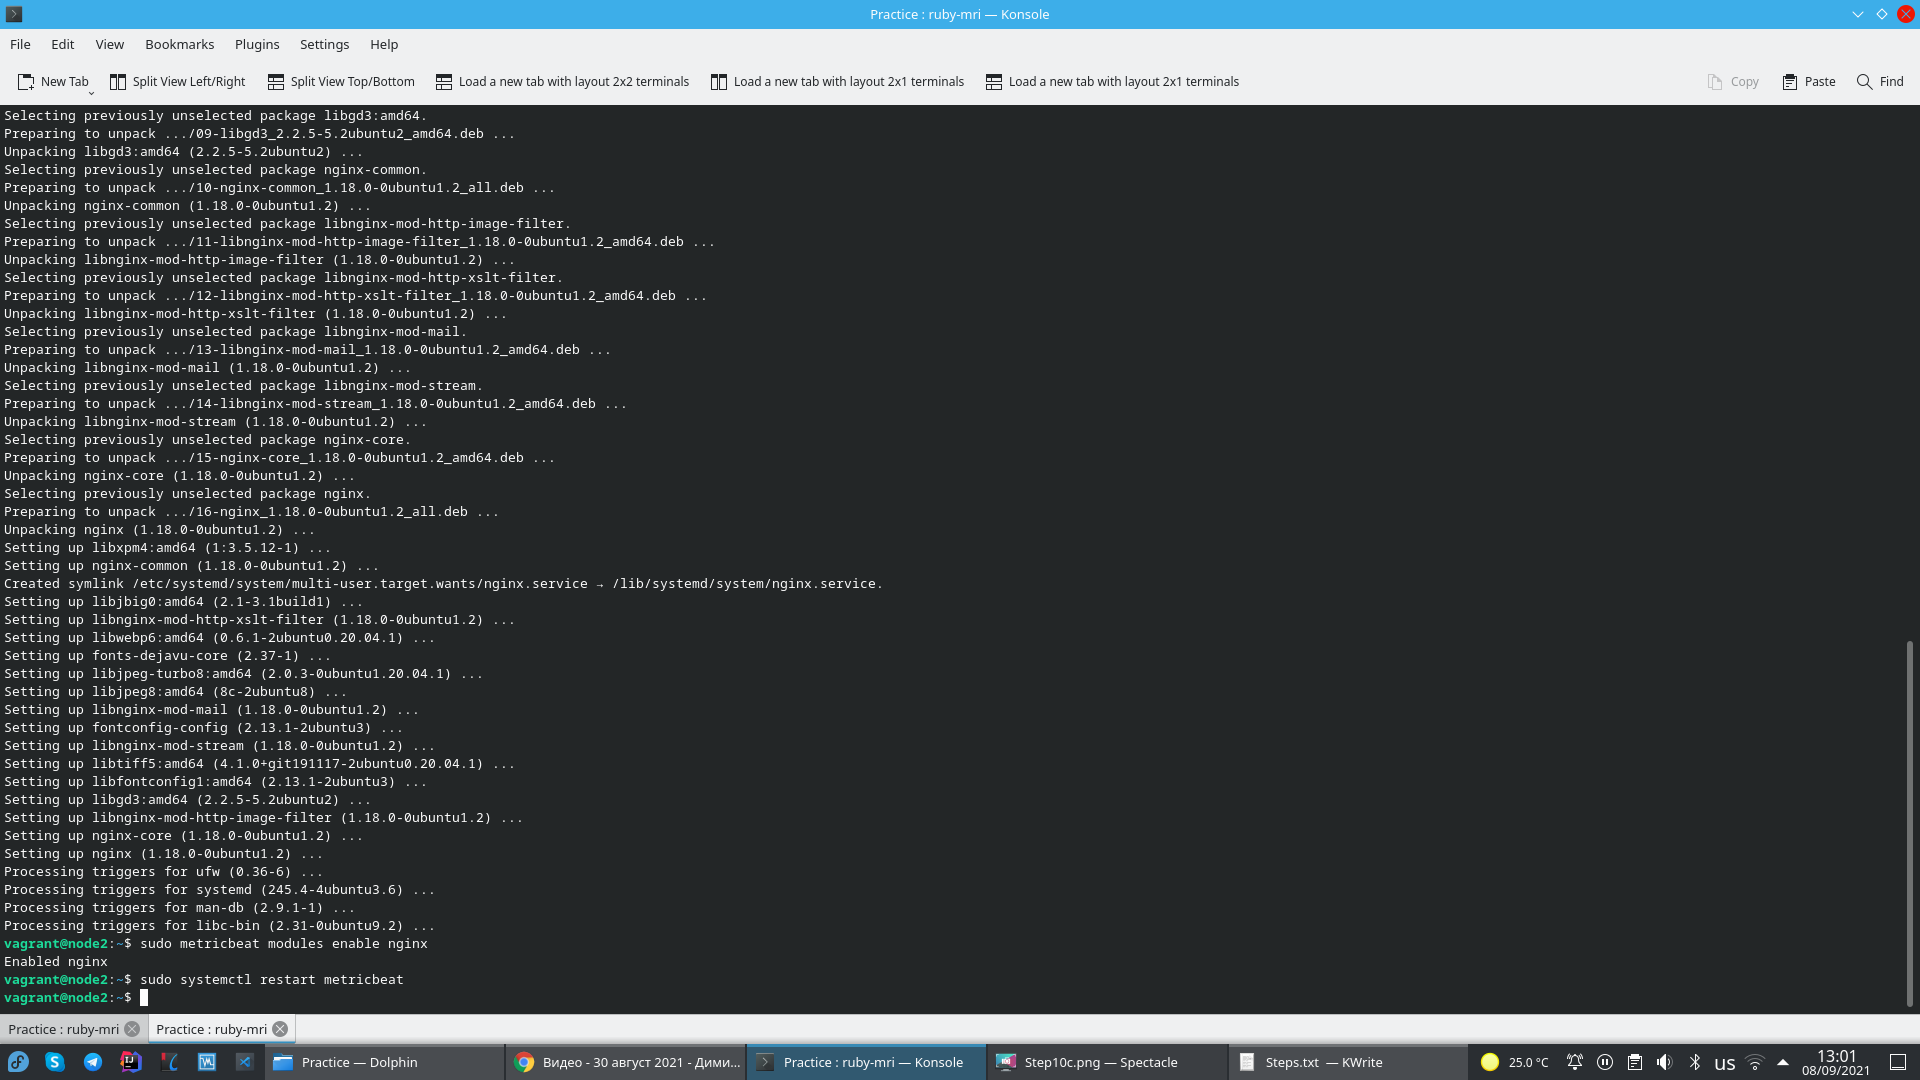 Practice : ruby-mri — Konsole
File Edit View Bookmarks Plugins Settings Help
New Tab Split View Left/Right Split View Top/Bottom Load a new tab with layout 2x2 terminals Load a new tab with layout 2x1 terminals Load a new tab with layout 2x1 terminals Copy Paste Find
Selecting previously unselected package libgd3:amd64.
Preparing to unpack .../09-libgd3_2.2.5-5.2ubuntu2_amd64.deb ...
Unpacking libgd3:amd64 (2.2.5-5.2ubuntu2) ...
Selecting previously unselected package nginx-common.
Preparing to unpack .../10-nginx-common_1.18.0-0ubuntu1.2_all.deb ...
Unpacking nginx-common (1.18.0-0ubuntu1.2) ...
Selecting previously unselected package libnginx-mod-http-image-filter.
Preparing to unpack .../11-libnginx-mod-http-image-filter_1.18.0-0ubuntu1.2_amd64.deb ...
Unpacking libnginx-mod-http-image-filter (1.18.0-0ubuntu1.2) ...
Selecting previously unselected package libnginx-mod-http-xslt-filter.
Preparing to unpack .../12-libnginx-mod-http-xslt-filter_1.18.0-0ubuntu1.2_amd64.deb ...
Unpacking libnginx-mod-http-xslt-filter (1.18.0-0ubuntu1.2) ...
Selecting previously unselected package libnginx-mod-mail.
Preparing to unpack .../13-libnginx-mod-mail_1.18.0-0ubuntu1.2_amd64.deb ...
Unpacking libnginx-mod-mail (1.18.0-0ubuntu1.2) ...
Selecting previously unselected package libnginx-mod-stream.
Preparing to unpack .../14-libnginx-mod-stream_1.18.0-0ubuntu1.2_amd64.deb ...
Unpacking libnginx-mod-stream (1.18.0-0ubuntu1.2) ...
Selecting previously unselected package nginx-core.
Preparing to unpack .../15-nginx-core_1.18.0-0ubuntu1.2_amd64.deb ...
Unpacking nginx-core (1.18.0-0ubuntu1.2) ...
Selecting previously unselected package nginx.
Preparing to unpack .../16-nginx_1.18.0-0ubuntu1.2_all.deb ...
Unpacking nginx (1.18.0-0ubuntu1.2) ...
Setting up libxpm4:amd64 (1:3.5.12-1) ...
Setting up nginx-common (1.18.0-0ubuntu1.2) ...
Created symlink /etc/systemd/system/multi-user.target.wants/nginx.service → /lib/systemd/system/nginx.service.
Setting up libjbig0:amd64 (2.1-3.1build1) ...
Setting up libnginx-mod-http-xslt-filter (1.18.0-0ubuntu1.2) ...
Setting up libwebp6:amd64 (0.6.1-2ubuntu0.20.04.1) ...
Setting up fonts-dejavu-core (2.37-1) ...
Setting up libjpeg-turbo8:amd64 (2.0.3-0ubuntu1.20.04.1) ...
Setting up libjpeg8:amd64 (8c-2ubuntu8) ...
Setting up libnginx-mod-mail (1.18.0-0ubuntu1.2) ...
Setting up fontconfig-config (2.13.1-2ubuntu3) ...
Setting up libnginx-mod-stream (1.18.0-0ubuntu1.2) ...
Setting up libtiff5:amd64 (4.1.0+git191117-2ubuntu0.20.04.1) ...
Setting up libfontconfig1:amd64 (2.13.1-2ubuntu3) ...
Setting up libgd3:amd64 (2.2.5-5.2ubuntu2) ...
Setting up libnginx-mod-http-image-filter (1.18.0-0ubuntu1.2) ...
Setting up nginx-core (1.18.0-0ubuntu1.2) ...
Setting up nginx (1.18.0-0ubuntu1.2) ...
Processing triggers for ufw (0.36-6) ...
Processing triggers for systemd (245.4-4ubuntu3.6) ...
Processing triggers for man-db (2.9.1-1) ...
Processing triggers for libc-bin (2.31-0ubuntu9.2) ...
vagrant@node2:~$ sudo metricbeat modules enable nginx
Enabled nginx
vagrant@node2:~$ sudo systemctl restart metricbeat
vagrant@node2:~$
Practice : ruby-mri Practice : ruby-mri
Practice — Dolphin Видео - 30 август 2021 - Дими... Practice : ruby-mri — Konsole Step10c.png — Spectacle Steps.txt — KWrite 25.0 °C us 13:01
08/09/2021